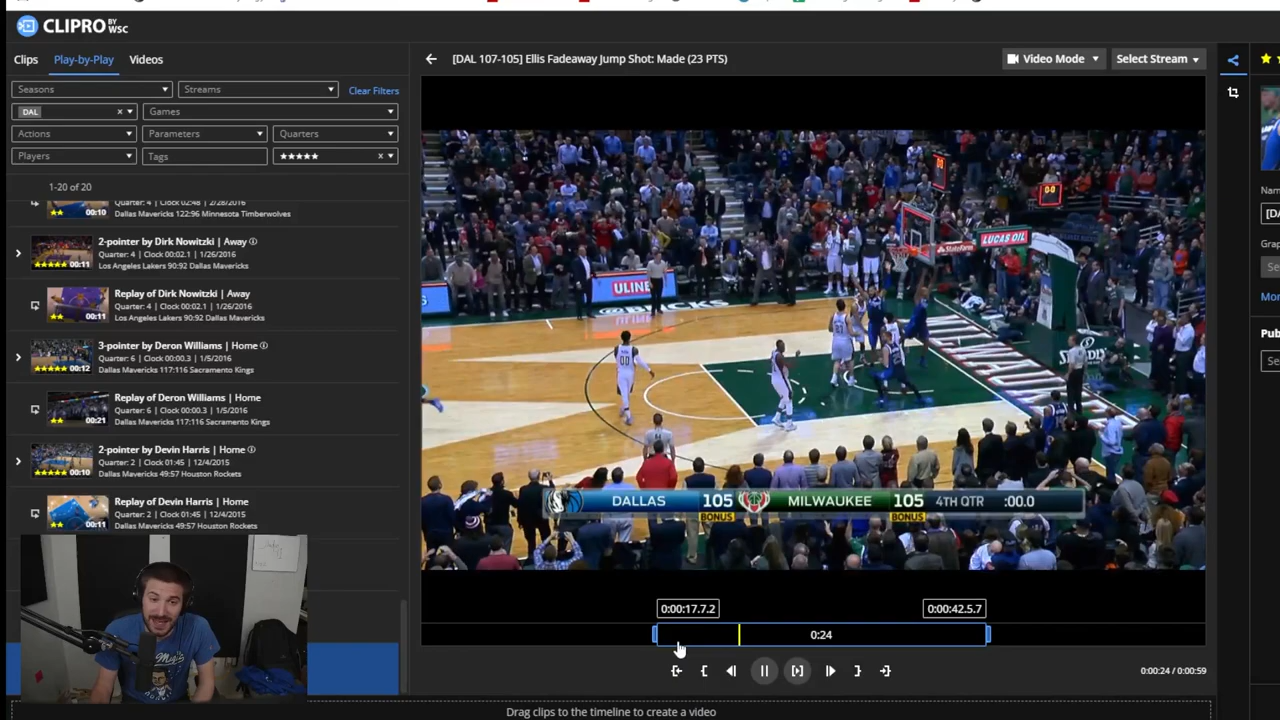 CLIPRO BY WSC
Clips Play-by-Play Videos
Seasons Streams Clear Filters
DAL × Games
Actions Parameters Quarters
Players Tags ★★★★★ ×
1-20 of 20
Dallas Mavericks 122:96 Minnesota Timberwolves
★★ 00:10
2-pointer by Dirk Nowitzki | Away
Quarter: 4 | Clock 00:02.1 | 1/26/2016
Los Angeles Lakers 90:92 Dallas Mavericks
★★★★★ 00:11
Replay of Dirk Nowitzki | Away
Quarter: 4 | Clock 00:02.1 | 1/26/2016
Los Angeles Lakers 90:92 Dallas Mavericks
★★ 00:11
3-pointer by Deron Williams | Home
Quarter: 6 | Clock 00:00.3 | 1/5/2016
Dallas Mavericks 117:116 Sacramento Kings
★★★★★ 00:12
Replay of Deron Williams | Home
Quarter: 6 | Clock 00:00.3 | 1/5/2016
Dallas Mavericks 117:116 Sacramento Kings
★★ 00:21
2-pointer by Devin Harris | Home
Quarter: 2 | Clock 01:45 | 12/4/2015
Dallas Mavericks 49:57 Houston Rockets
★★★★★ 00:10
Replay of Devin Harris | Home
Quarter: 2 | Clock 01:45 | 12/4/2015
Dallas Mavericks 49:57 Houston Rockets
★★ 00:11
[DAL 107-105] Ellis Fadeaway Jump Shot: Made (23 PTS)
Video Mode Select Stream
LUCAS OIL
StateFarm
ULINE
00
DALLAS 105 MILWAUKEE 105 4TH QTR :00.0
BONUS BONUS
0:00:17.7.2 0:00:42.5.7
0:24
0:00:24 / 0:00:59
Drag clips to the timeline to create a video